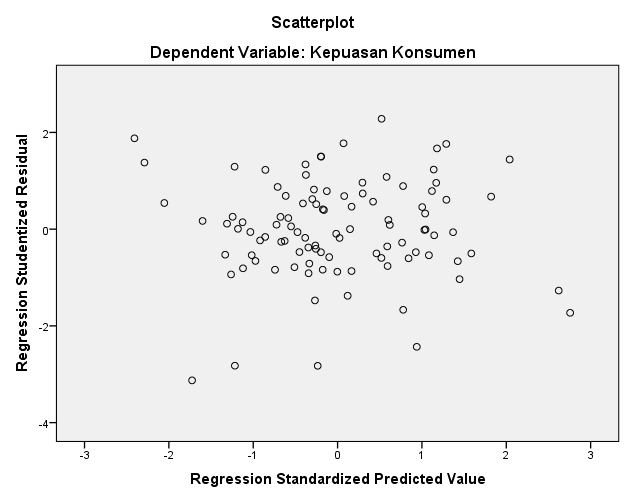 Scatterplot
Dependent Variable: Kepuasan Konsumen
Regression Studentized Residual
2
0
-2
-4
-3
-2
-1
0
1
2
3
Regression Standardized Predicted Value